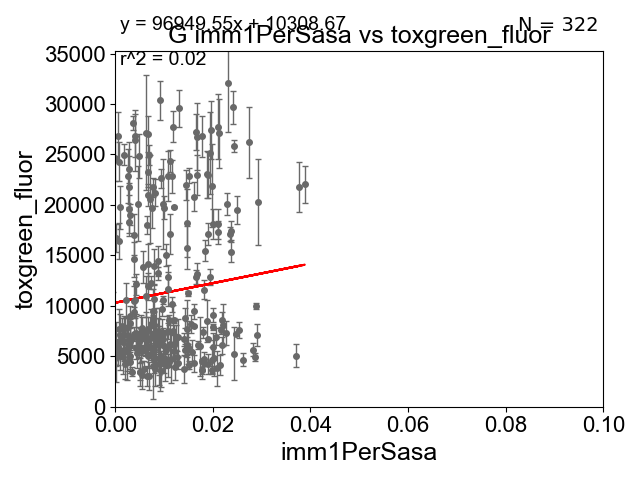 y = 96949.55x + 10308.67
N = 322
G imm1PerSasa vs toxgreen_fluor
r^2 = 0.02
35000
30000
25000
20000
15000
10000
5000
0
toxgreen_fluor
0.00 0.02 0.04 0.06 0.08 0.10
imm1PerSasa